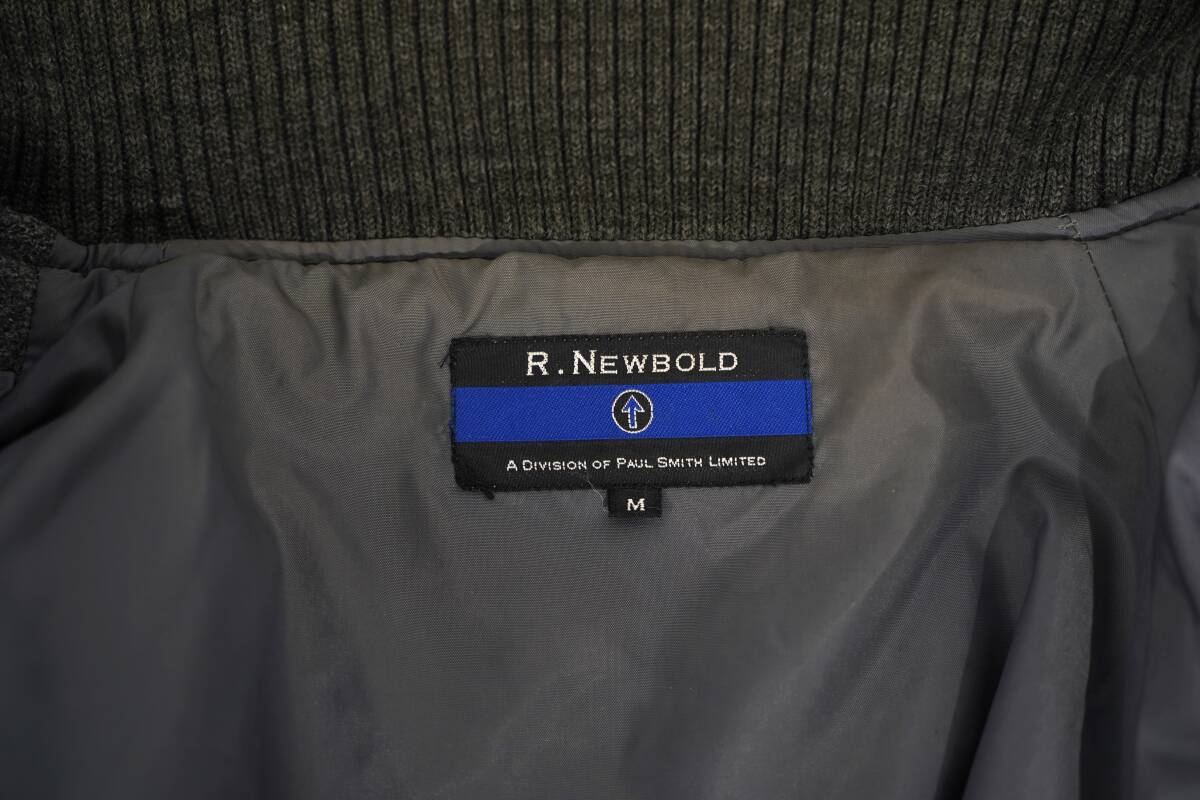 R. NEWBOLD
A DIVISION OF PAUL SMITH LIMITED
M